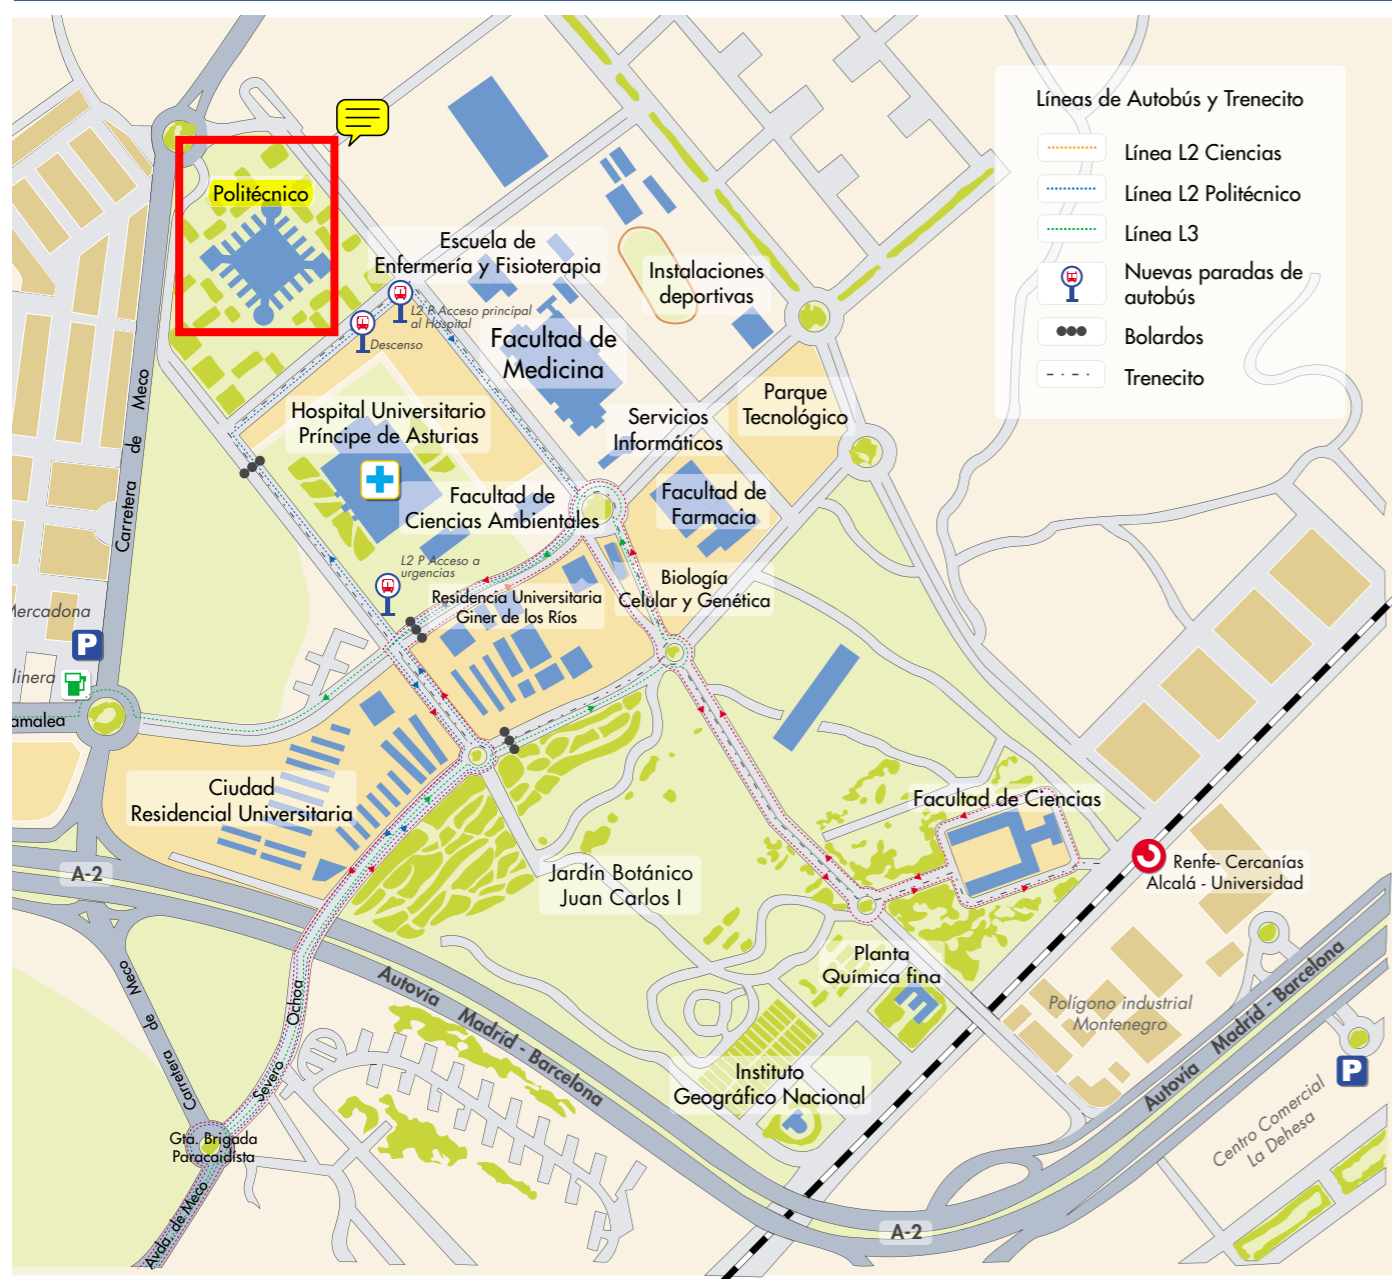 Líneas de Autobús y Trenecito
Línea L2 Ciencias
Línea L2 Politécnico
Línea L3
Nuevas paradas de
autobús
Bolardos
Trenecito
Politécnico
Escuela de
Enfermería y Fisioterapia
L2 P Acceso principal
al Hospital
Descenso
Instalaciones
deportivas
Facultad de
Medicina
Carretera de Meco
Parque
Tecnológico
Hospital Universitario
Príncipe de Asturias
Servicios
Informáticos
Facultad de
Ciencias Ambientales
Facultad de
Farmacia
L2 P Acceso a
urgencias
Residencia Universitaria
Giner de los Ríos
Biología
Celular y Genética
Mercadona
P
linera
amalea
Ciudad
Residencial Universitaria
Facultad de Ciencias
Renfe- Cercanías
Alcalá - Universidad
A-2
Jardín Botánico
Juan Carlos I
Planta
Química fina
Autovía Madrid - Barcelona
Polígono industrial
Montenegro
Carretera de Meco
Severo Ochoa
Instituto
Geográfico Nacional
Autovía Madrid - Barcelona
P
Centro Comercial
La Dehesa
Gta. Brigada
Paracaidista
Avda. de Meco
A-2